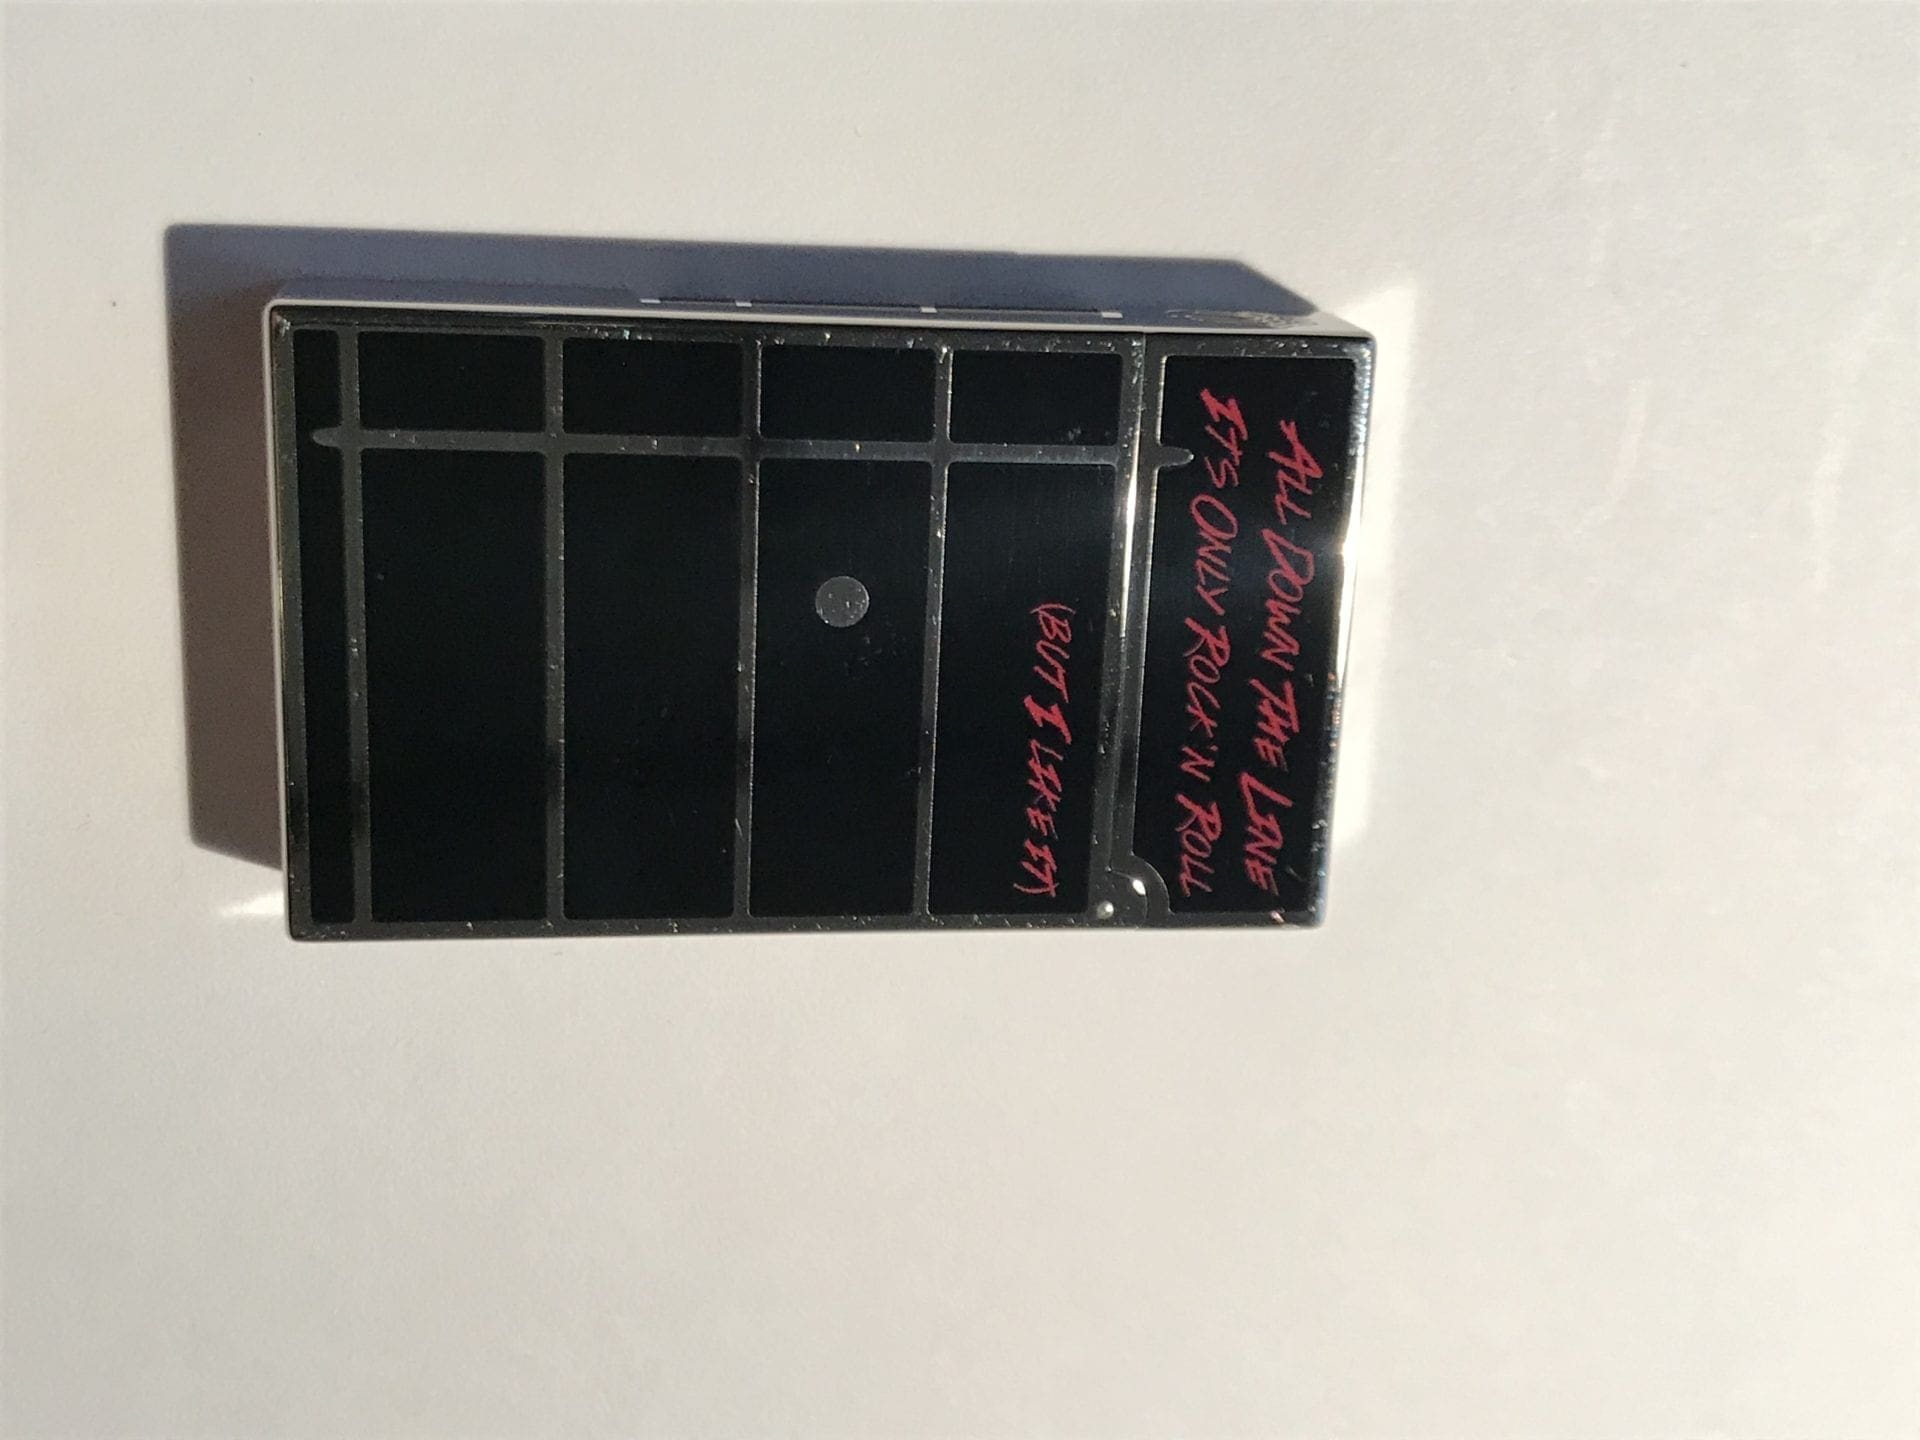 ALL DOWN THE LINE
IT'S ONLY ROCK'N ROLL
(BUT I LIKE IT)